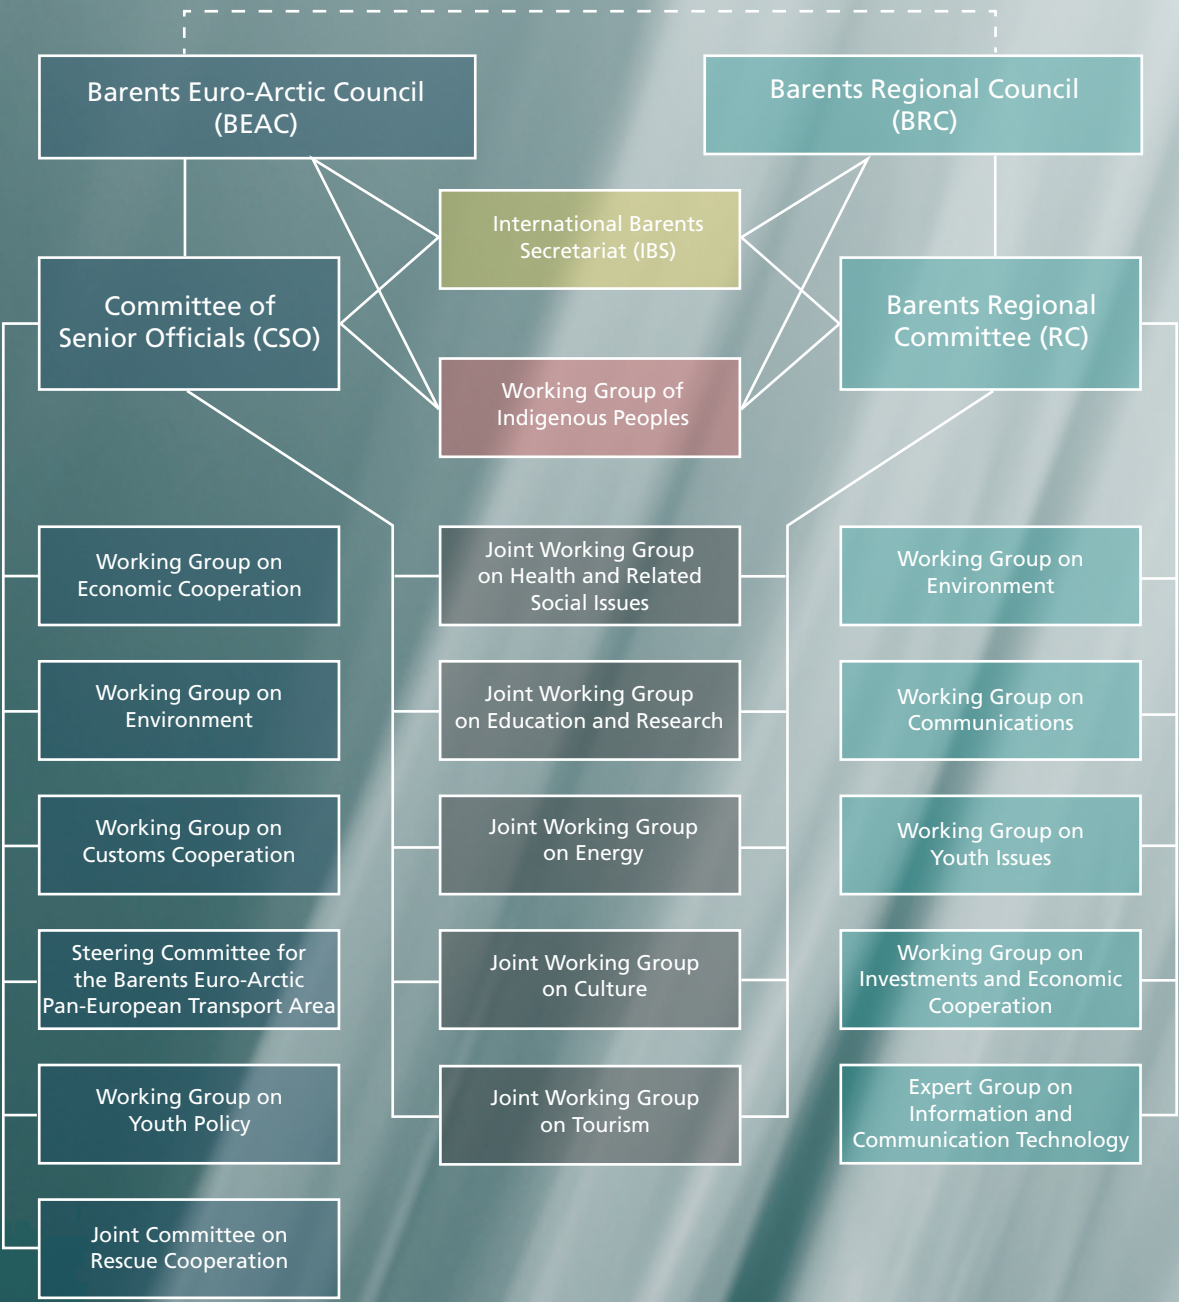 Barents Euro-Arctic Council
(BEAC)
Barents Regional Council
(BRC)
International Barents
Secretariat (IBS)
Committee of
Senior Officials (CSO)
Barents Regional
Committee (RC)
Working Group of
Indigenous Peoples
Working Group on
Economic Cooperation
Working Group on
Environment
Working Group on
Customs Cooperation
Steering Committee for
the Barents Euro-Arctic
Pan-European Transport Area
Working Group on
Youth Policy
Joint Committee on
Rescue Cooperation
Joint Working Group
on Health and Related
Social Issues
Joint Working Group
on Education and Research
Joint Working Group
on Energy
Joint Working Group
on Culture
Joint Working Group
on Tourism
Working Group on
Environment
Working Group on
Communications
Working Group on
Youth Issues
Working Group on
Investments and Economic
Cooperation
Expert Group on
Information and
Communication Technology